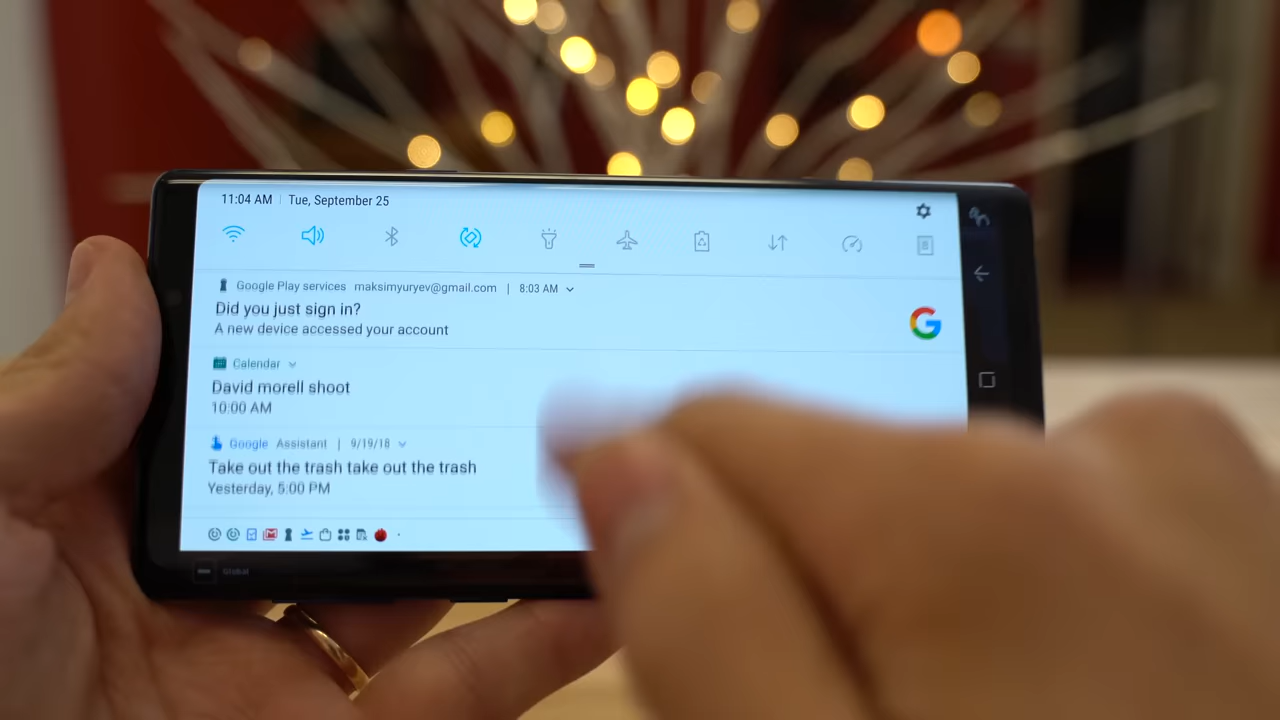 11:04 AM | Tue, September 25
Google Play services maksimyuryev@gmail.com | 8:03 AM
Did you just sign in?
A new device accessed your account
Calendar
David morell shoot
10:00 AM
Google Assistant | 9/19/18
Take out the trash take out the trash
Yesterday, 5:00 PM
Global